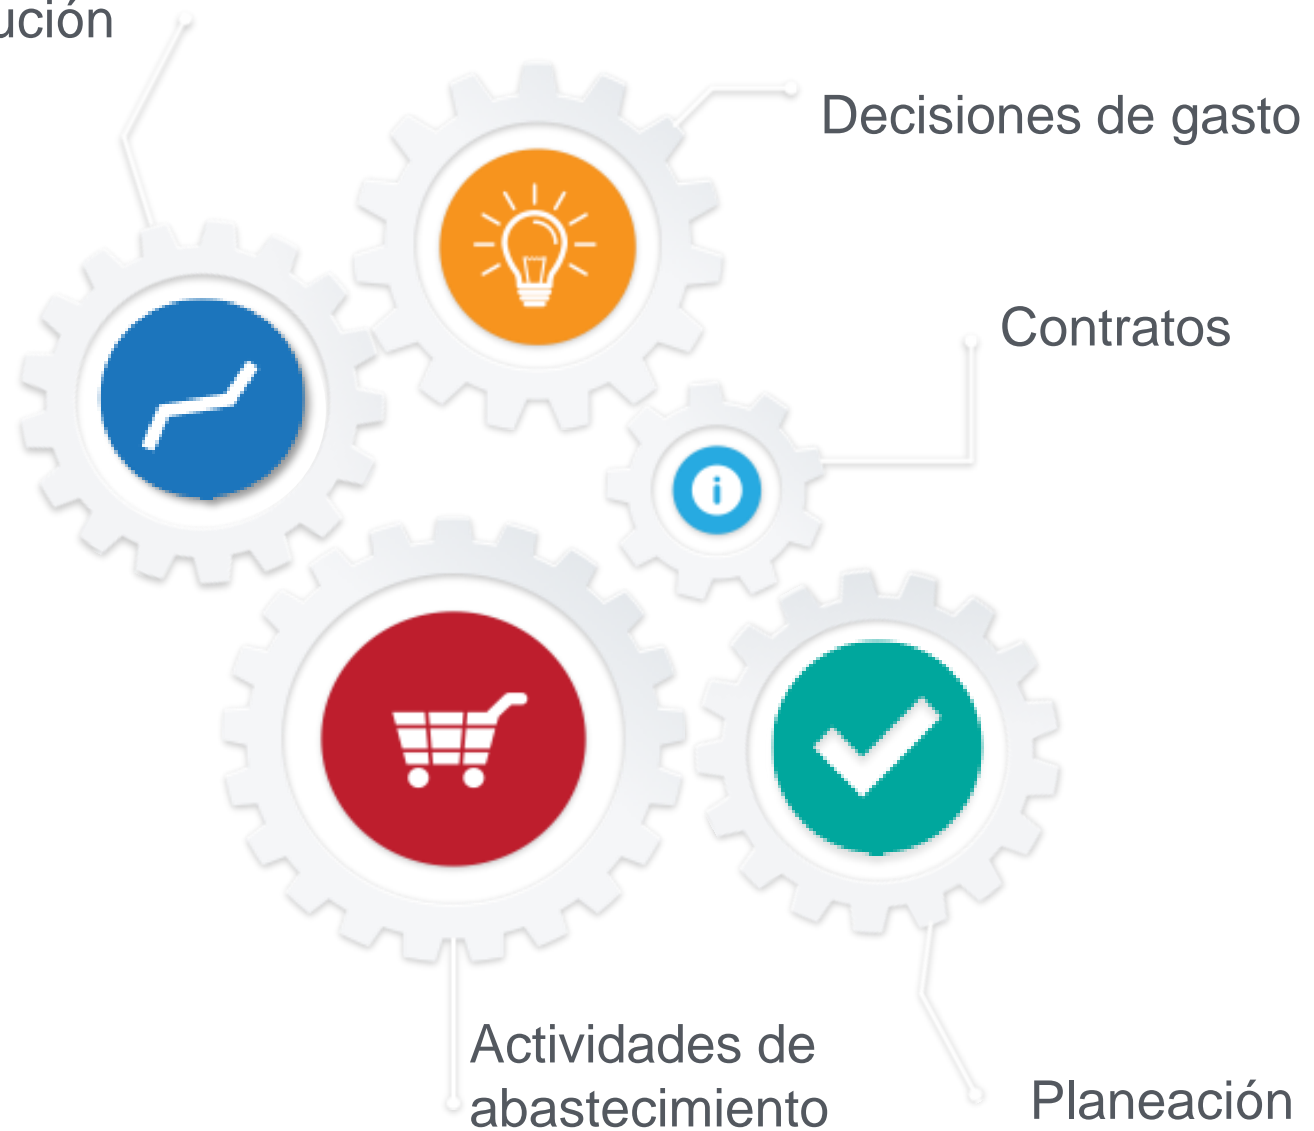 ución
Decisiones de gasto
Contratos
Actividades de
abastecimiento
Planeación